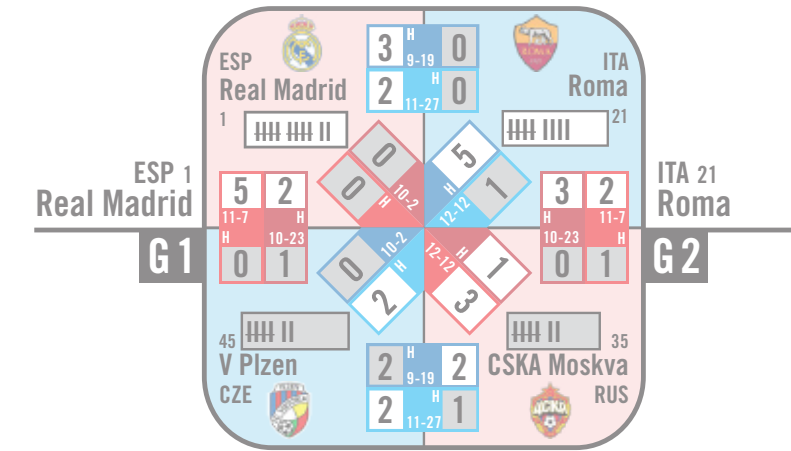 ESP
Real Madrid
1
3 H 9-19 0
2 H 11-27 0
ITA
Roma
21
ESP 1
Real Madrid
G1
5 2
11-7 H
H 10-23
0 1
0
0
H 10-2
5
1
H 12-12
3 2
H 11-7
10-23 H
0 1
ITA 21
Roma
G2
0
2
10-2 H
1
3
H 12-12
45
V Plzen
CZE
2 H 9-19 2
2 H 11-27 1
35
CSKA Moskva
RUS